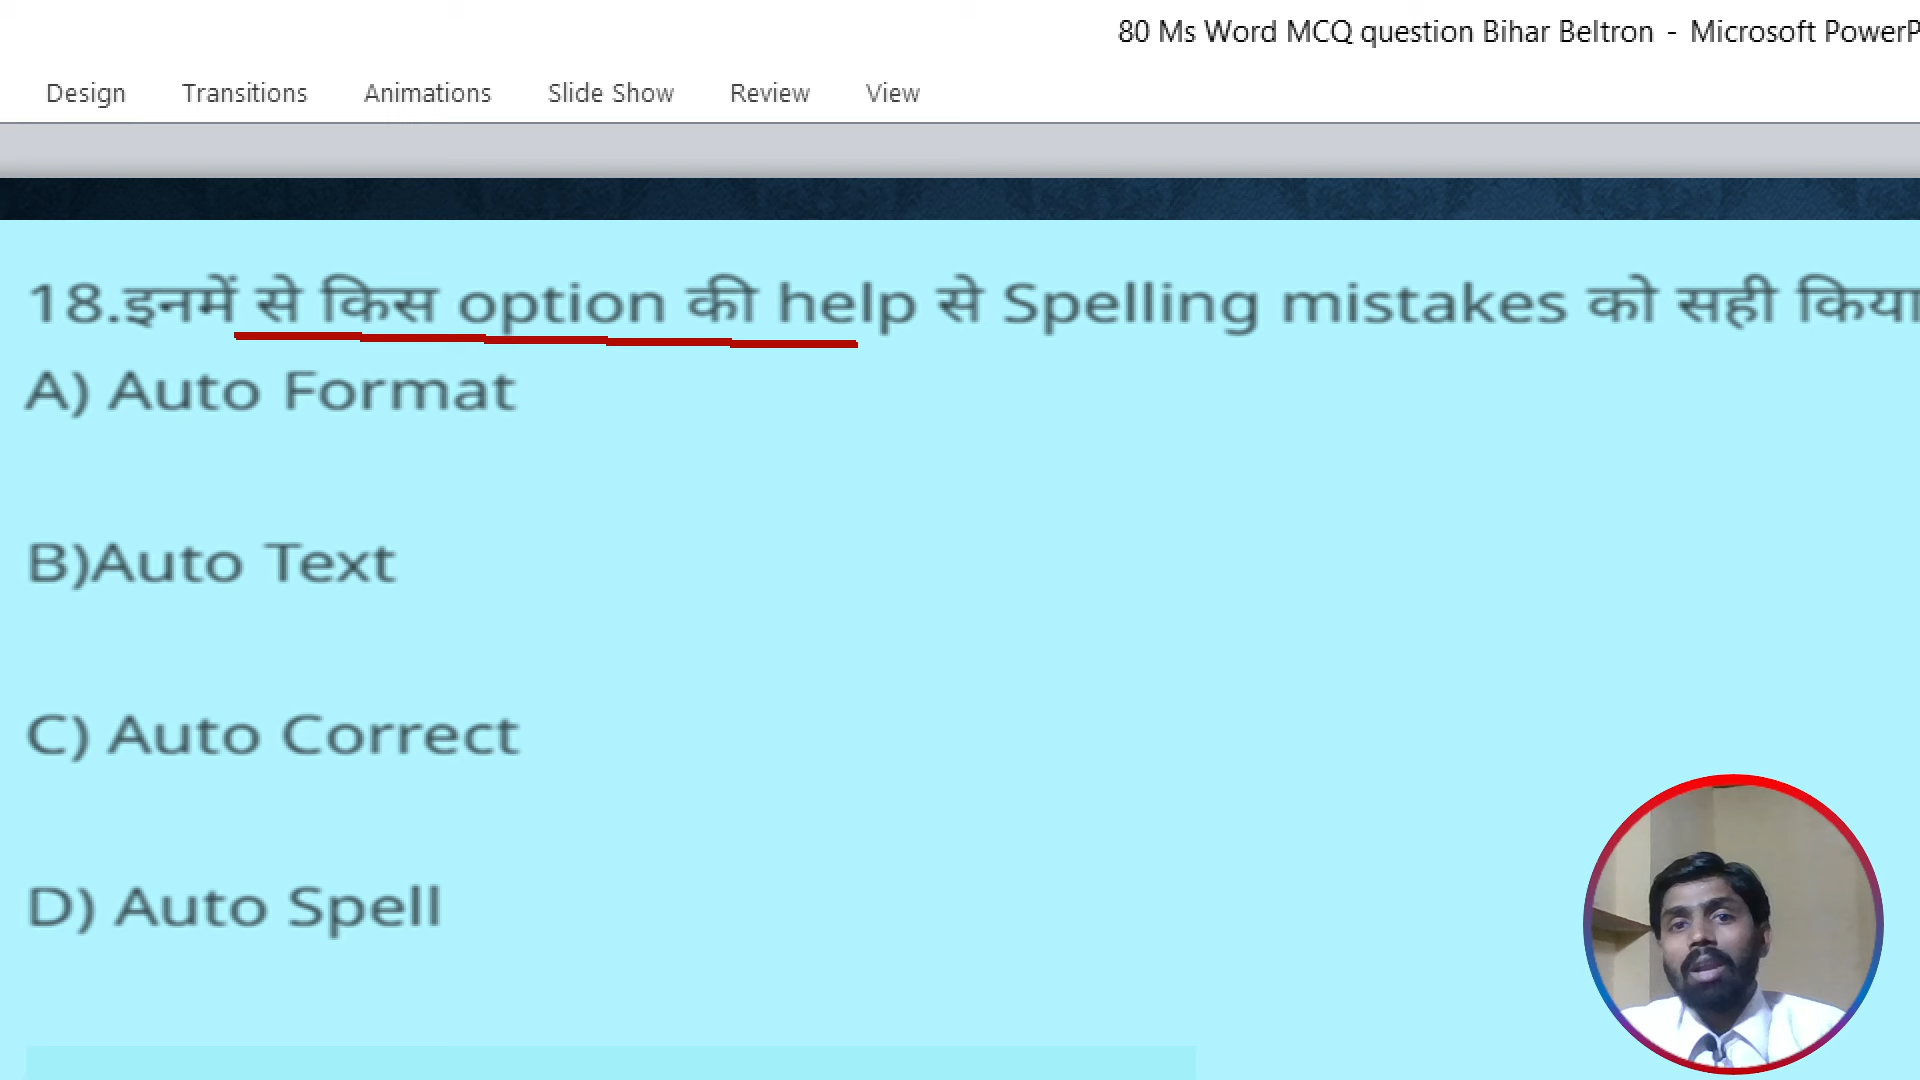 80 Ms Word MCQ question Bihar Beltron - Microsoft PowerP
Design Transitions Animations Slide Show Review View
18.इनमें से किस option की help से Spelling mistakes को सही किया
A) Auto Format
B)Auto Text
C) Auto Correct
D) Auto Spell